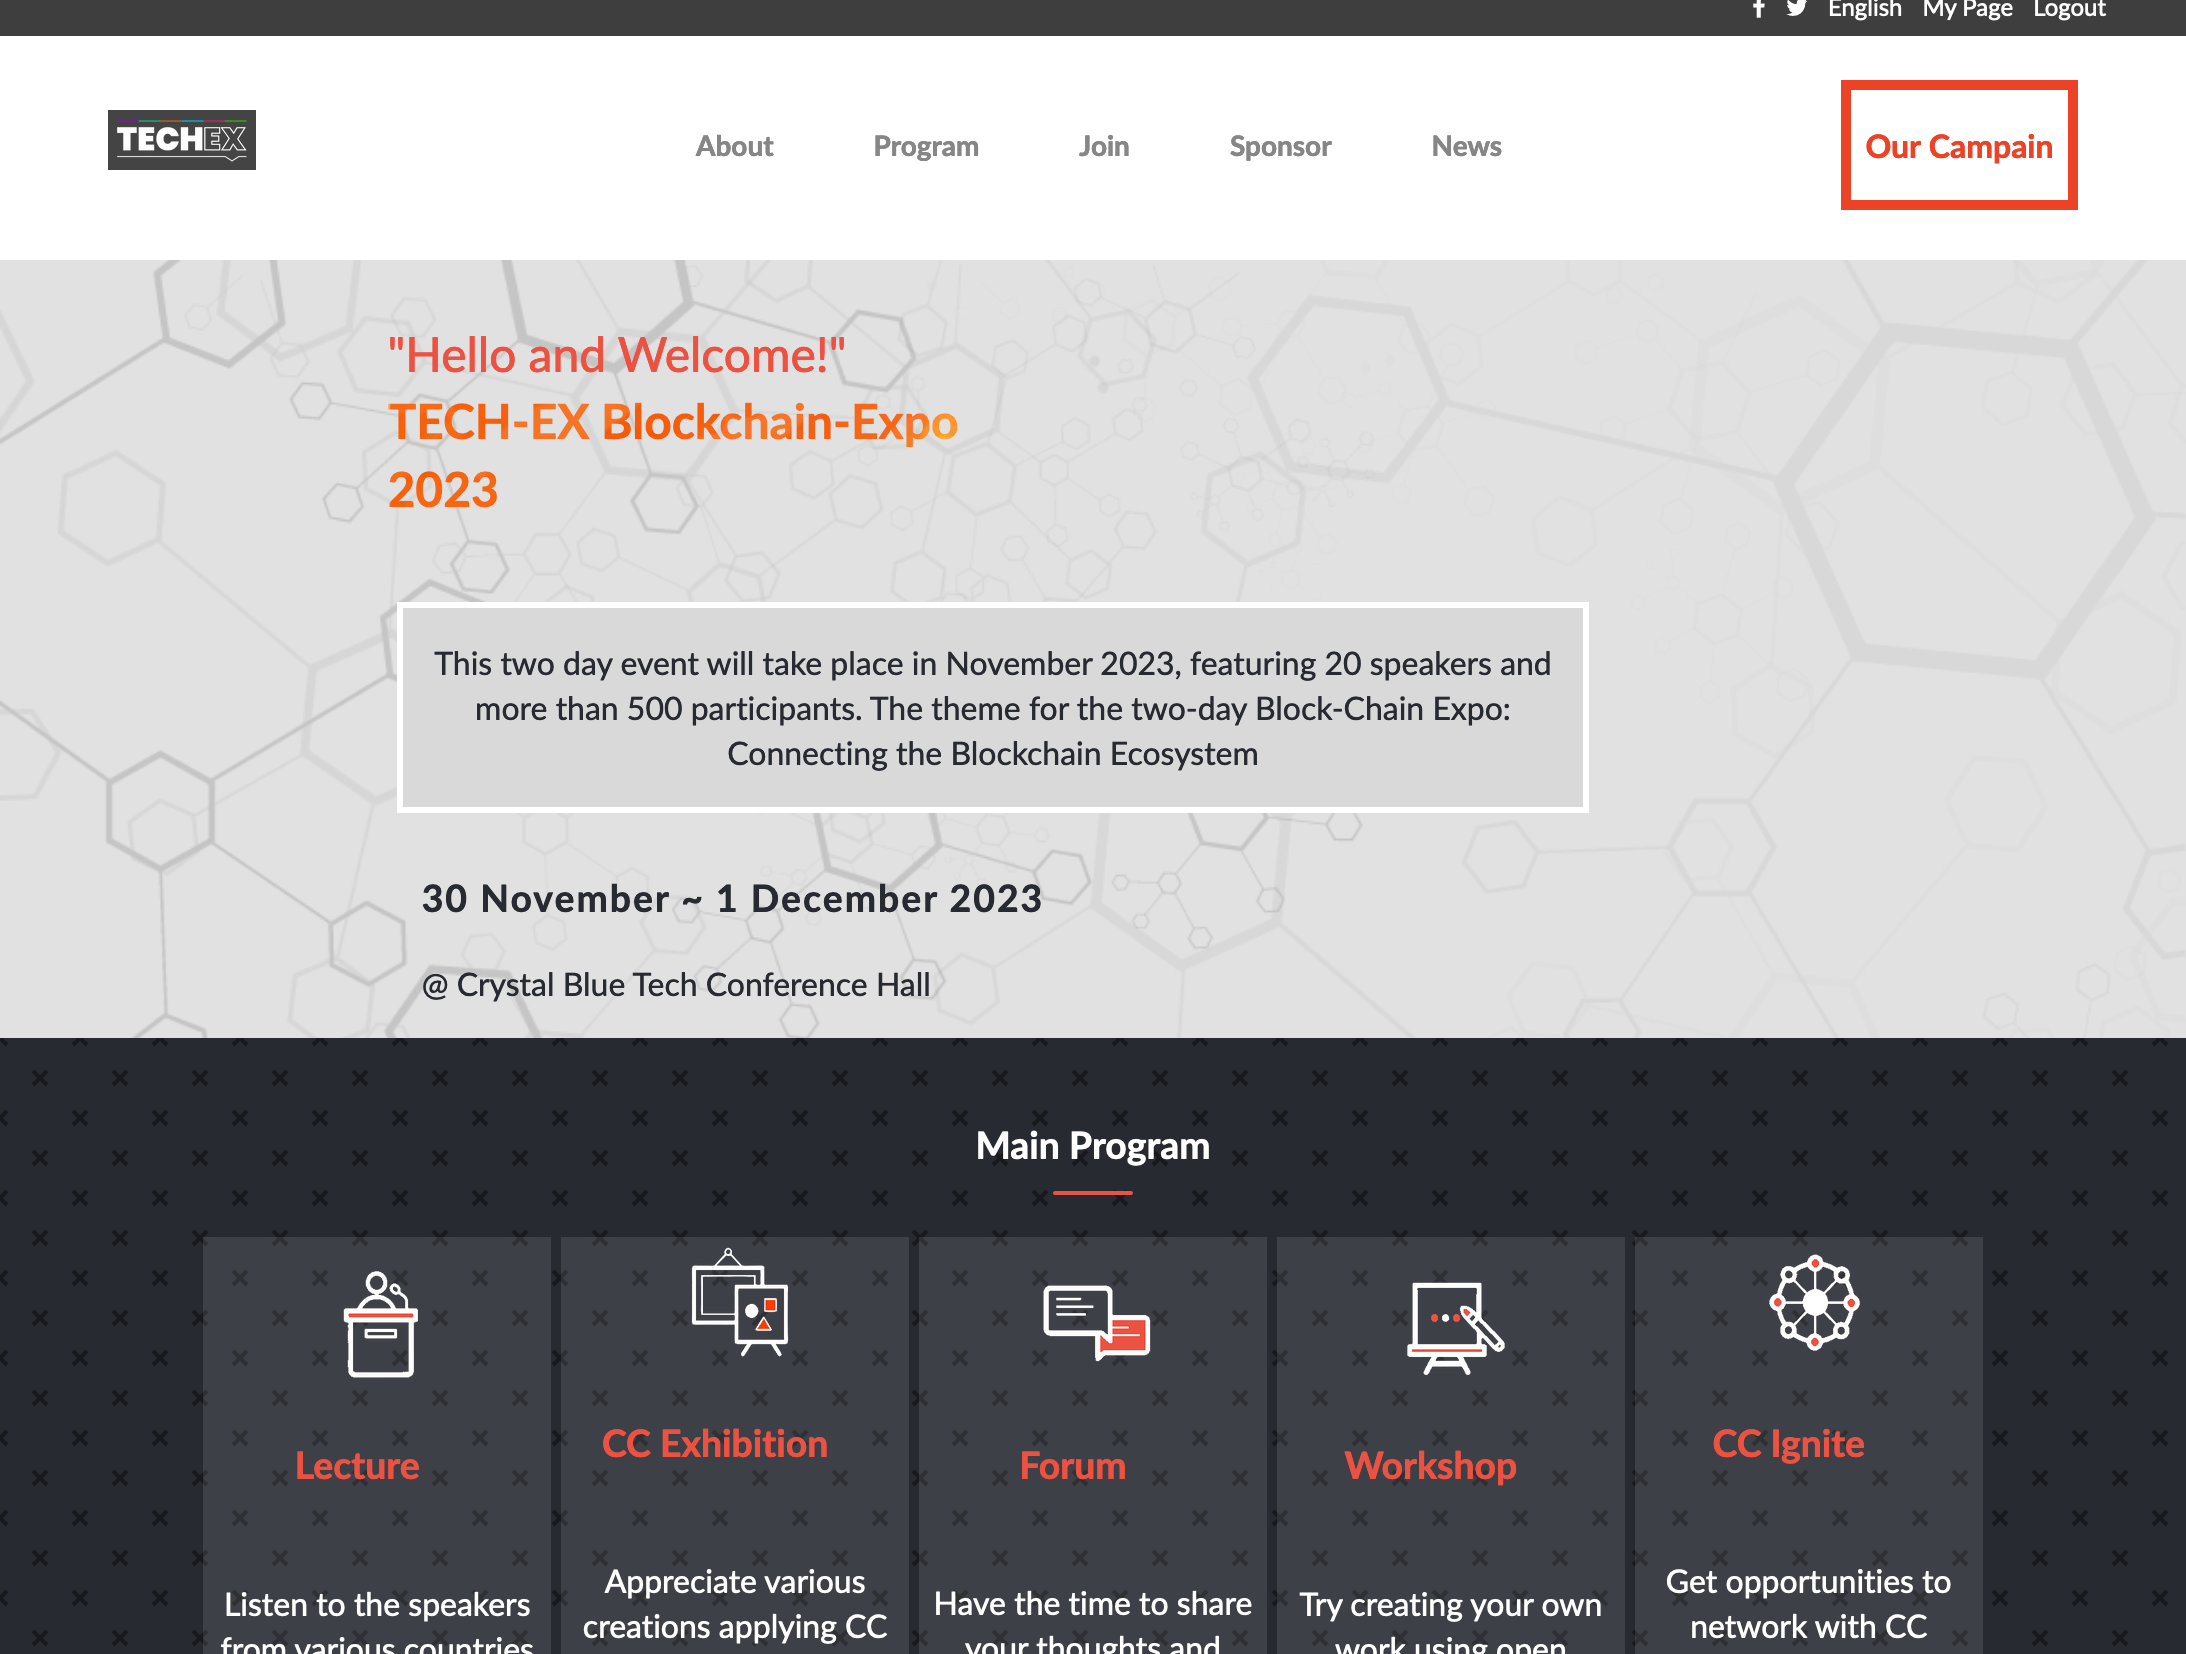 English My Page Logout
TECHEX
About Program Join Sponsor News
Our Campain
"Hello and Welcome!"
TECH-EX Blockchain-Expo
2023
This two day event will take place in November 2023, featuring 20 speakers and
more than 500 participants. The theme for the two-day Block-Chain Expo:
Connecting the Blockchain Ecosystem
30 November ~ 1 December 2023
@ Crystal Blue Tech Conference Hall
Main Program
Lecture
Listen to the speakers
from various countries
CC Exhibition
Appreciate various
creations applying CC
Forum
Have the time to share
your thoughts and
Workshop
Try creating your own
work using open
CC Ignite
Get opportunities to
network with CC